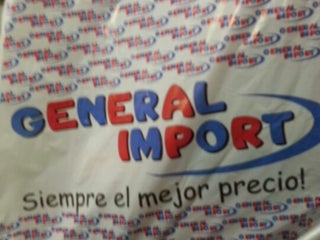 GENERAL
IMPORT
Siempre el mejor precio!